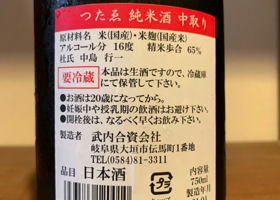 つたゑ 純米酒 中取り
原材料名 米(国産)・米麹(国産米)
アルコール分 16度 精米歩合 65%
杜氏 中島 行一
要冷蔵
本品は生酒ですので、冷蔵庫
にて保管して下さい。
●お酒は20歳になってから。
●妊娠中や授乳期の飲酒はお避け下さい。
●開栓後は、なるべく早くお飲み下さい。
製造者 武内合資会社
岐阜県大垣市伝馬町1番地
TEL(0584)81-3311
品目 日本酒
内容量
750ml
製造年月